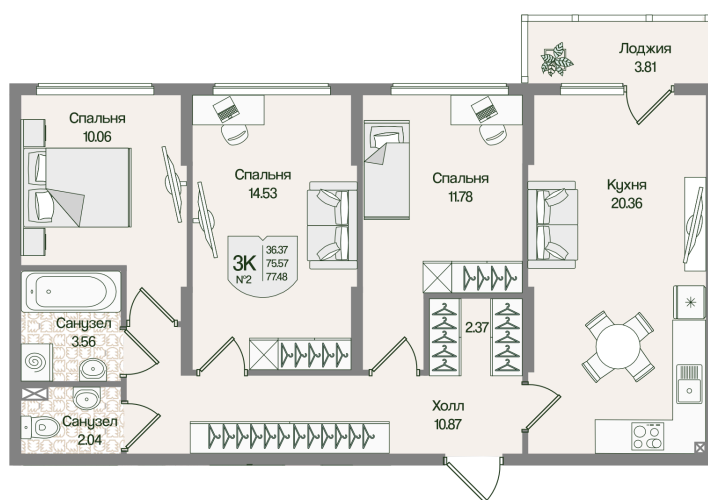 Лоджия
3.81
Спальня
10.06
Спальня
14.53
Спальня
11.78
Кухня
20.36
3К
№2
36.37
75.57
77.48
Санузел
3.56
2.37
Санузел
2.04
Холл
10.87